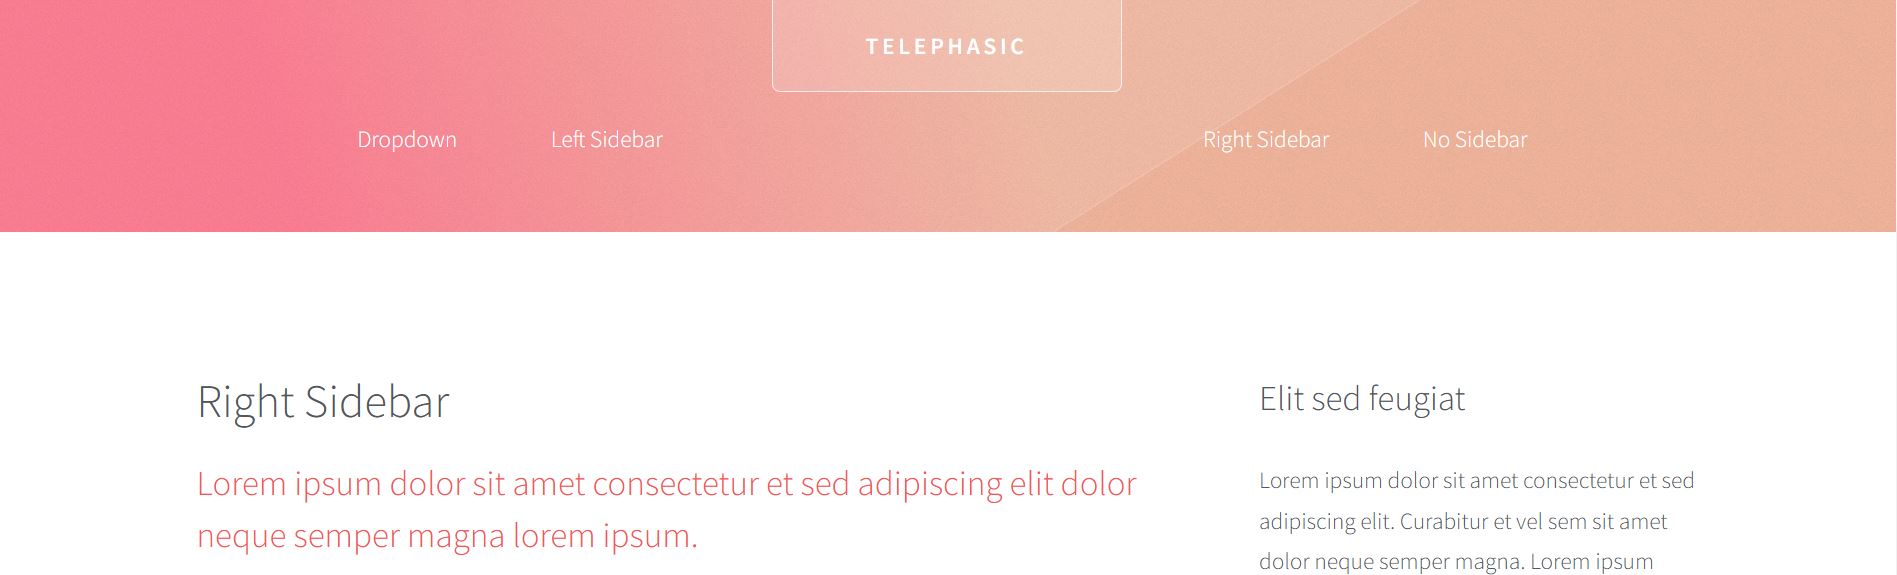 TELEPHASIC
Dropdown
Left Sidebar
Right Sidebar
No Sidebar
Right Sidebar
Lorem ipsum dolor sit amet consectetur et sed adipiscing elit dolor
neque semper magna lorem ipsum.
Elit sed feugiat
Lorem ipsum dolor sit amet consectetur et sed
adipiscing elit. Curabitur et vel sem sit amet
dolor neque semper magna. Lorem ipsum